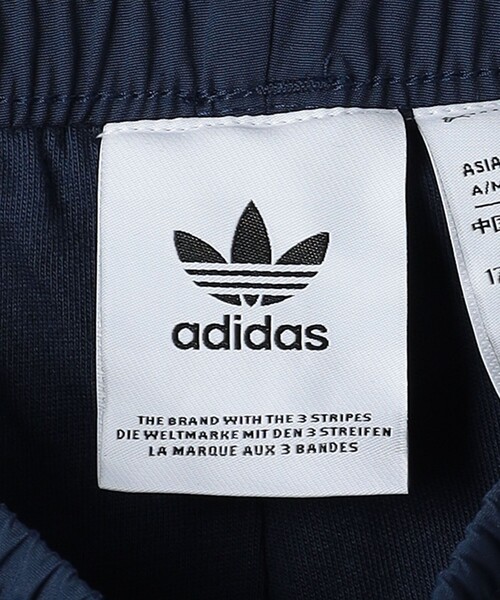 adidas
THE BRAND WITH THE 3 STRIPES
DIE WELTMARKE MIT DEN 3 STREIFEN
LA MARQUE AUX 3 BANDES
ASIA
A/M
中国